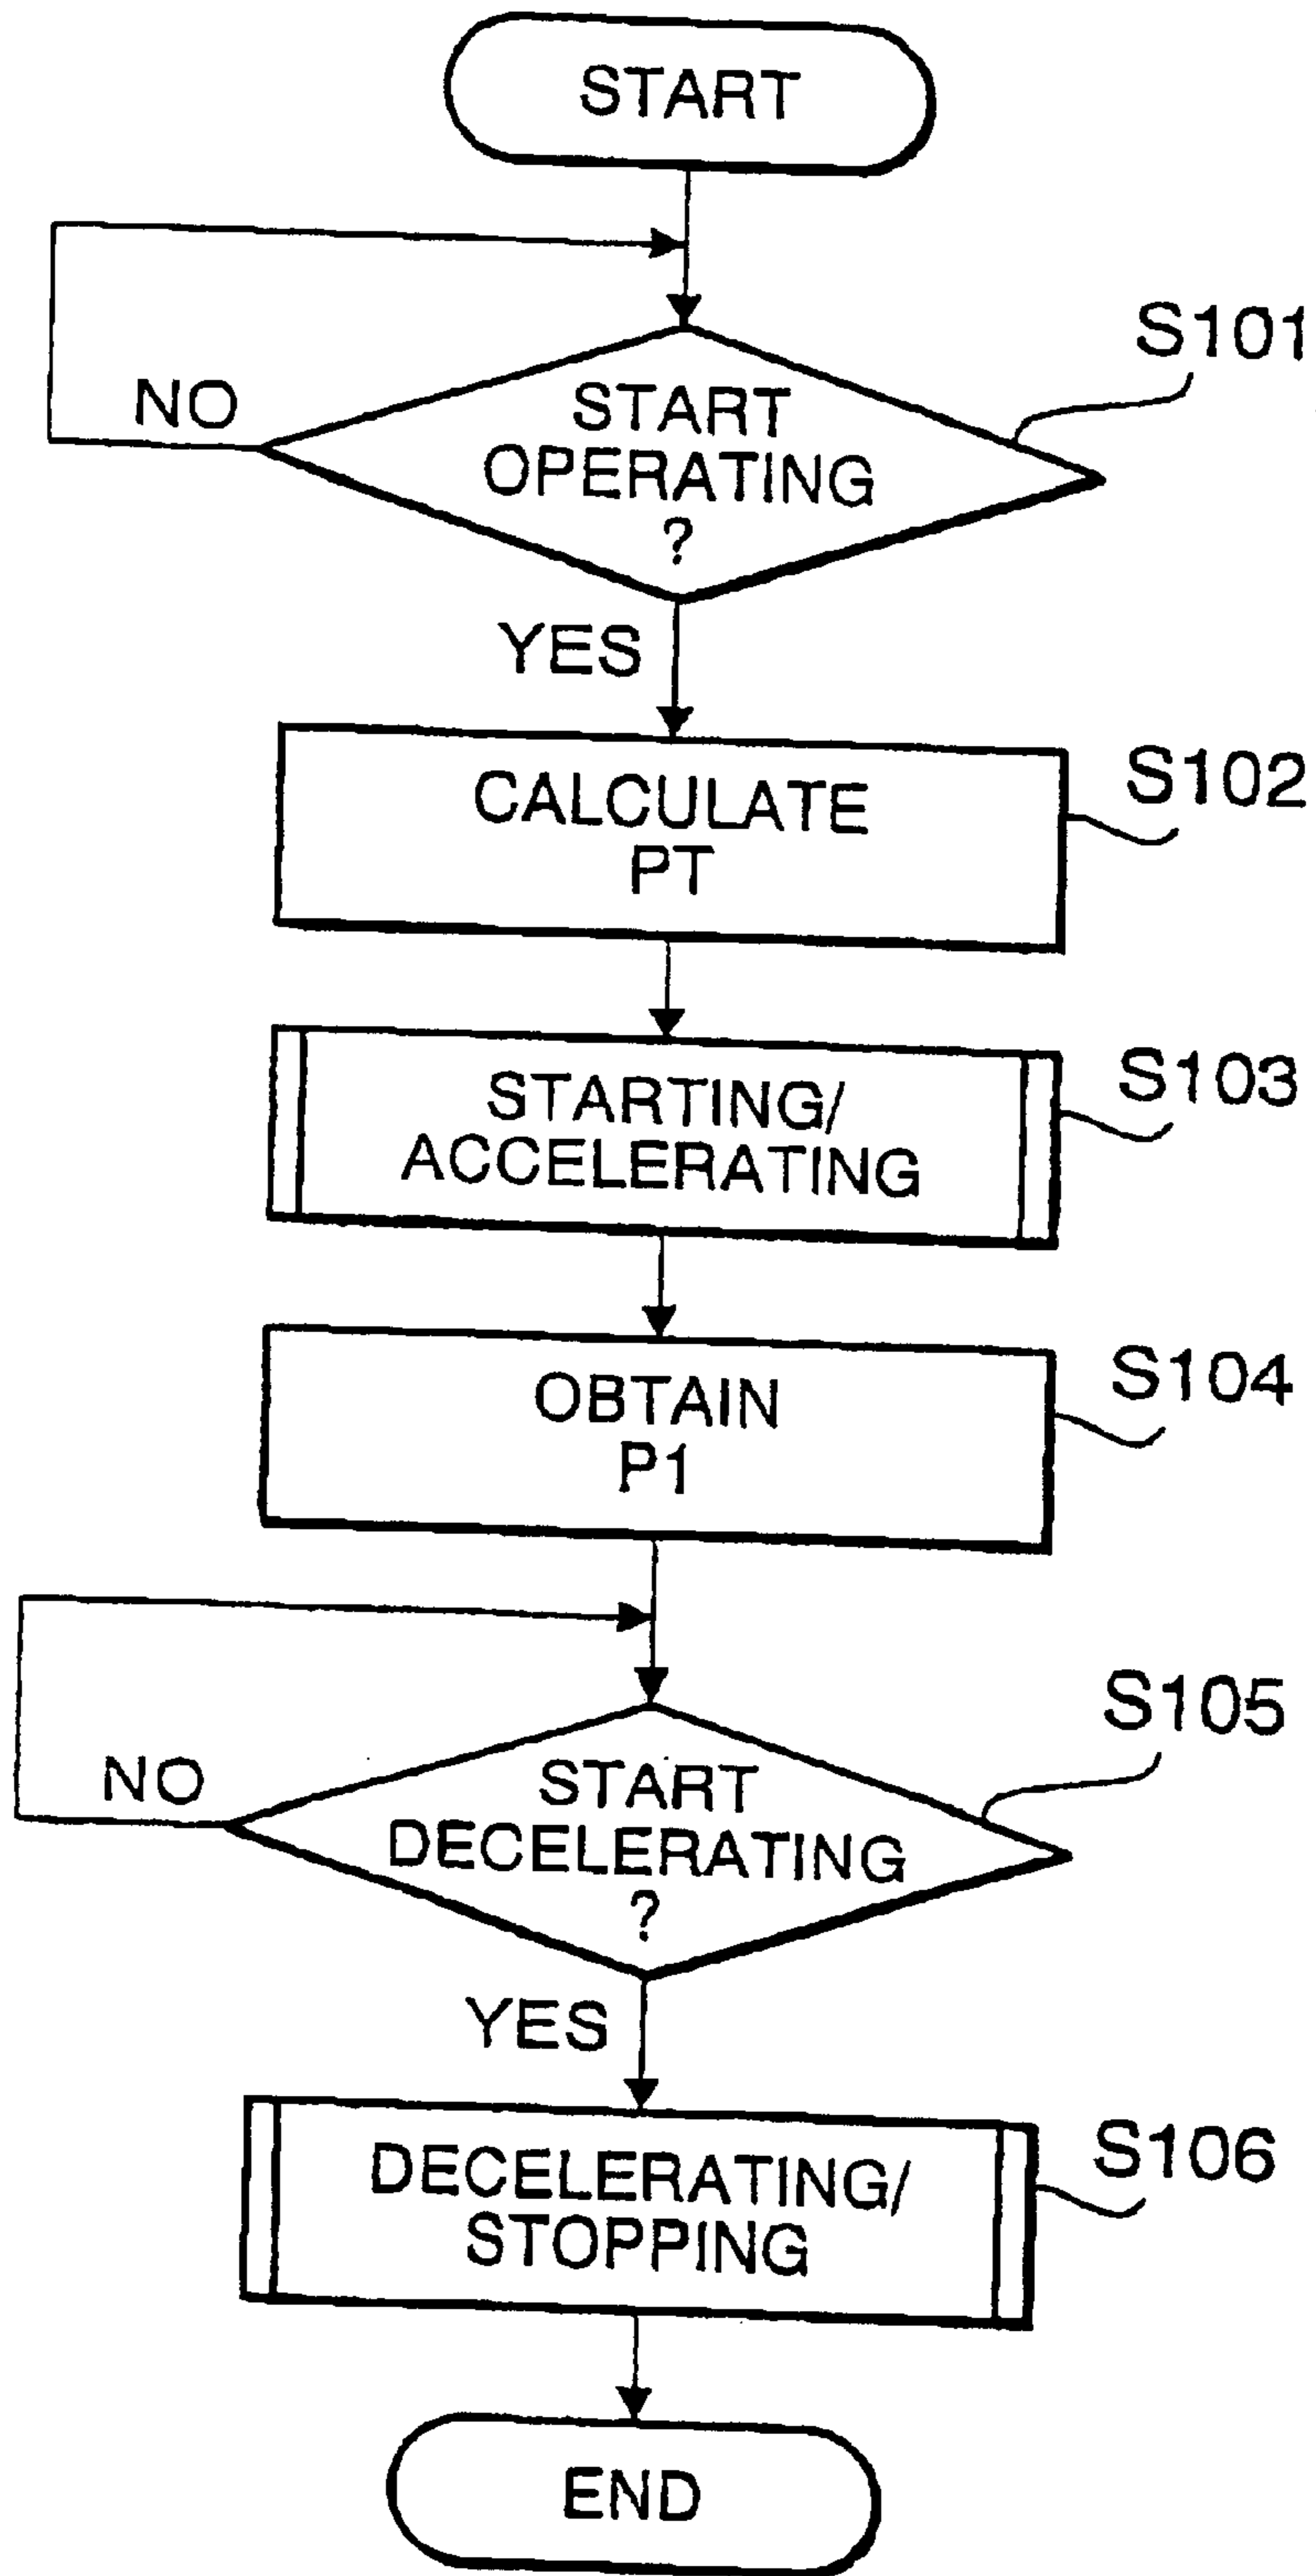 START
S101
NO
START
OPERATING
?
YES
S102
CALCULATE
PT
S103
STARTING/
ACCELERATING
S104
OBTAIN
P1
S105
NO
START
DECELERATING
?
YES
S106
DECELERATING/
STOPPING
END